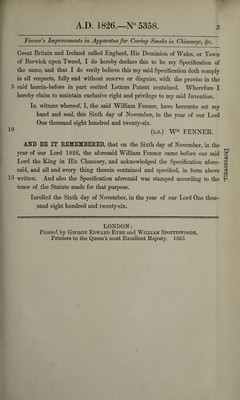 A.D. 1826.—Nº 5358. 3
Fenner's Improvements in Apparatus for Curing Smoke in Chimneys, &c.
Great Britain and Ireland called England, His Dominion of Wales, or Town
of Berwick upon Tweed, I do hereby declare this to be my Specification of
the same, and that I do verily believe this my said Specification doth comply
in all respects, fully and without reserve or disguise, with the proviso in the
5 said herein-before in part recited Letters Patent contained. Wherefore I
hereby claim to maintain exclusive right and privilege to my said Invention.
In witness whereof, I, the said William Fenner, have hereunto set my
hand and seal, this Sixth day of November, in the year of our Lord
One thousand eight hundred and twenty-six.
10 (L.S.) Wᵐ FENNER.
AND BE IT REMEMBERED, that on the Sixth day of November, in the
year of our Lord 1826, the aforesaid William Fenner came before our said
Lord the King in His Chancery, and acknowledged the Specification afore-
said, and all and every thing therein contained and specified, in form above
15 written. And also the Specification aforesaid was stamped according to the
tenor of the Statute made for that purpose.
Inrolled the Sixth day of November, in the year of our Lord One thou-
sand eight hundred and twenty-six.
LONDON:
Printed by GEORGE EDWARD EYRE and WILLIAM SPOTTISWOODE,
Printers to the Queen's most Excellent Majesty. 1855.